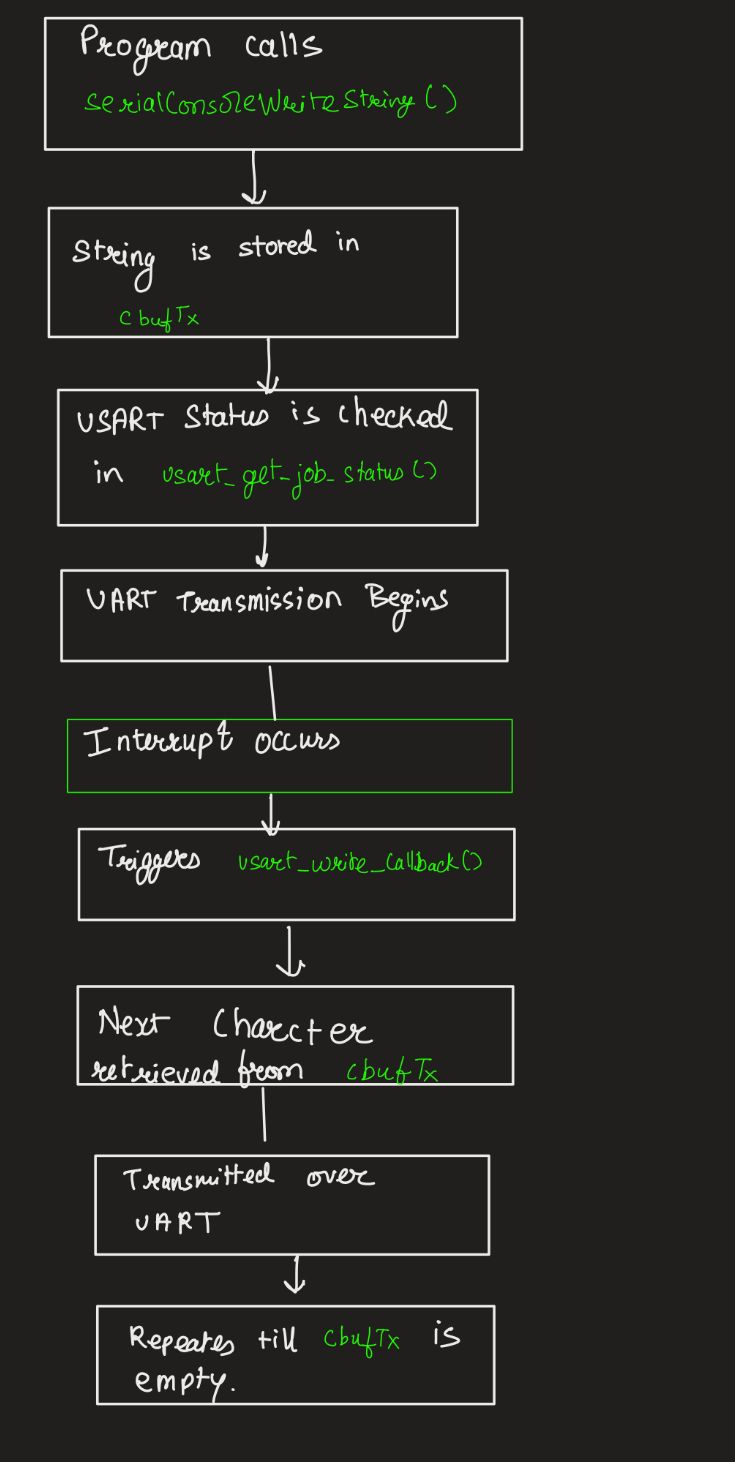 Program calls
serialConsoleWriteString()
String is stored in
cbufTx
USART Status is checked
in usart_get_job_status()
UART Transmission Begins
Interrupt occurs
Triggers usart_write_callback()
Next Charcter
retrieved from cbufTx
Transmitted over
UART
Repeates till cbufTx is
empty.